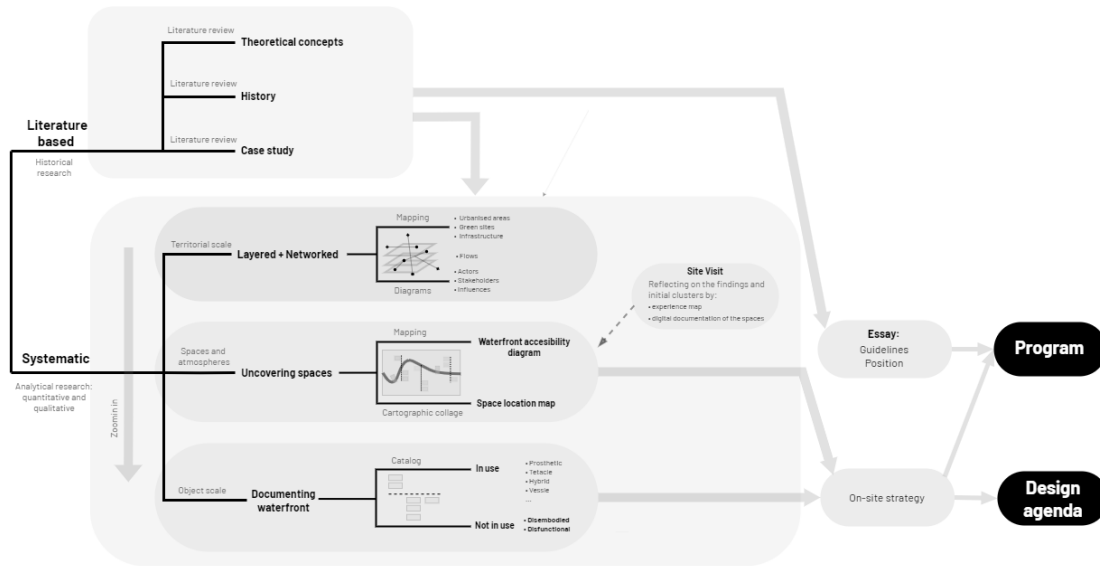 Literature review
Theoretical concepts
Literature review
History
Literature review
Case study
Literature
based
Historical
research
Systematic
Analytical research:
quantitative and
qualitative
Zoomin in
Territorial scale
Layered + Networked
Mapping
Diagrams
• Urbanised areas
• Green sites
• Infrastructure
• Flows
• Actors
• Stakeholders
• Influences
Spaces and
atmospheres
Uncovering spaces
Mapping
Cartographic collage
Waterfront accesibility
diagram
Space location map
Object scale
Documenting
waterfront
Catalog
In use
• Prosthetic
• Tetacle
• Hybrid
• Vessie
...
Not in use
• Disembodied
• Disfunctional
Site Visit
Reflecting on the findings and
initial clusters by:
• experience map
• digital documentation of the spaces
Essay:
Guidelines
Position
Program
On-site strategy
Design
agenda